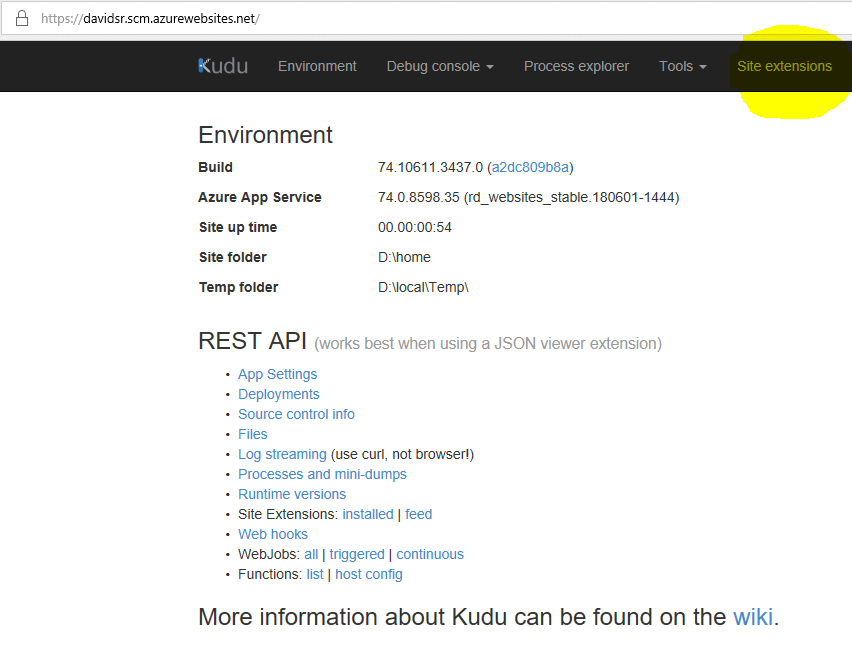 https://davidsr.scm.azurewebsites.net/
Kudu Environment Debug console Process explorer Tools Site extensions
Environment
Build 74.10611.3437.0 (a2dc809b8a)
Azure App Service 74.0.8598.35 (rd_websites_stable.180601-1444)
Site up time 00.00:00:54
Site folder D:\home
Temp folder D:\local\Temp\
REST API (works best when using a JSON viewer extension)
• App Settings
• Deployments
• Source control info
• Files
• Log streaming (use curl, not browser!)
• Processes and mini-dumps
• Runtime versions
• Site Extensions: installed | feed
• Web hooks
• WebJobs: all | triggered | continuous
• Functions: list | host config
More information about Kudu can be found on the wiki.